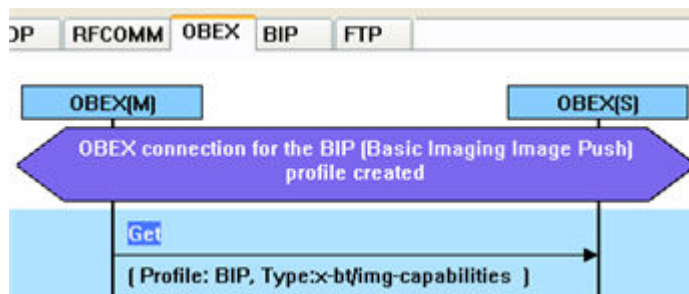 DP RFCOMM OBEX BIP FTP
OBEX(M) OBEX(S)
OBEX connection for the BIP (Basic Imaging Image Push)
profile created
Get
( Profile: BIP, Type:x-bt/img-capabilities )